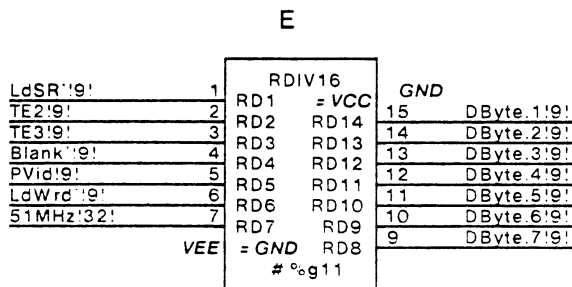 E
RDIV16
GND
LdSR`!9! 1 RD1 = VCC
TE2!9! 2 RD2 RD14 15 DByte.1!9!
TE3!9! 3 RD3 RD13 14 DByte.2!9!
Blank`!9! 4 RD4 RD12 13 DByte.3!9!
PVid!9! 5 RD5 RD11 12 DByte.4!9!
LdWrd`!9! 6 RD6 RD10 11 DByte.5!9!
51MHz!32! 7 RD7 RD9 10 DByte.6!9!
VEE = GND RD8 9 DByte.7!9!
# %g11